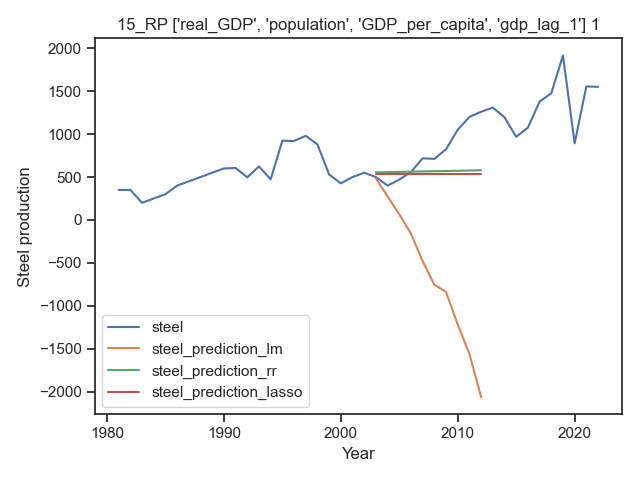 15_RP ['real_GDP', 'population', 'GDP_per_capita', 'gdp_lag_1'] 1
2000
1500
1000
500
0
−500
−1000
−1500
−2000
Steel production
steel
steel_prediction_lm
steel_prediction_rr
steel_prediction_lasso
1980
1990
2000
2010
2020
Year